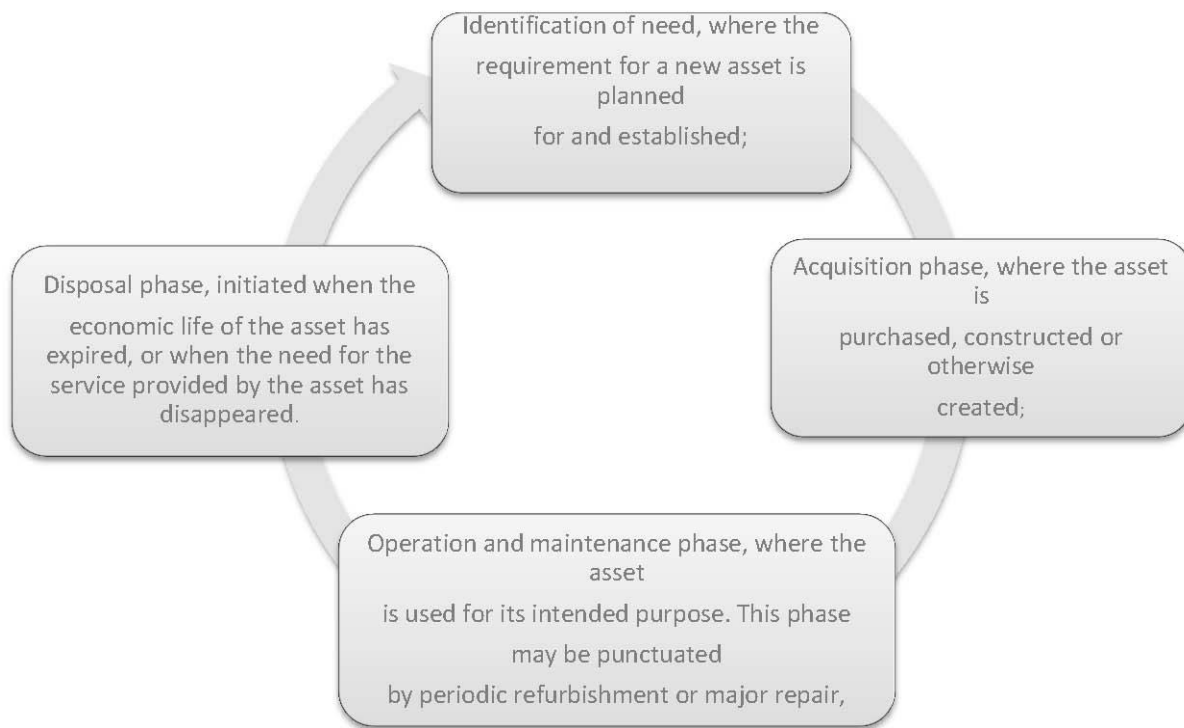 Identification of need, where the
requirement for a new asset is
planned
for and established;
Acquisition phase, where the asset
is
purchased, constructed or
otherwise
created;
Operation and maintenance phase, where the
asset
is used for its intended purpose. This phase
may be punctuated
by periodic refurbishment or major repair,
Disposal phase, initiated when the
economic life of the asset has
expired, or when the need for the
service provided by the asset has
disappeared.